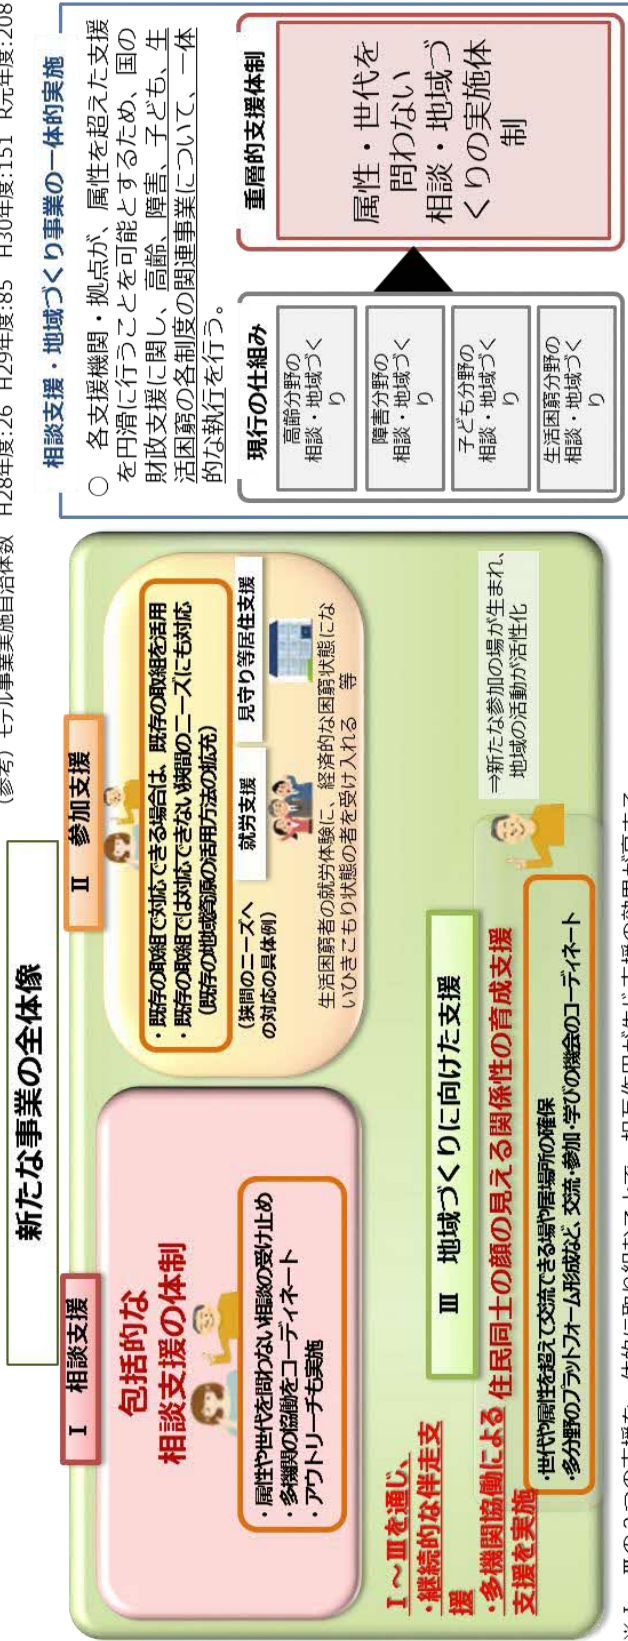 (参考)モデル事業実施自治体数 H28年度:26 H29年度:85 H30年度:151 R元年度:208
新たな事業の全体像
Ⅰ 相談支援
包括的な
相談支援の体制
・属性や世代を問わない相談の受け止め
・多機関の協働をコーディネート
・アウトリーチも実施
Ⅱ 参加支援
・既存の取組で対応できる場合は、既存の取組を活用
・既存の取組では対応できない狭間のニーズにも対応
(既存の地域資源の活用方法の拡充)
(狭間のニーズへ
の対応の具体例)
就労支援
見守り等居住支援
生活困窮者の就労体験に、経済的な困窮状態にな
いひきこもり状態の者を受け入れる 等
Ⅰ～Ⅲを通じ、
・継続的な伴走支
援
・多機関協働による
支援を実施
Ⅲ 地域づくりに向けた支援
住民同士の顔の見える関係性の育成支援
・世代や属性を超えて交流できる場や居場所の確保
・多分野のプラットフォーム形成など、交流・参加・学びの機会のコーディネート
⇒新たな参加の場が生まれ、
地域の活動が活性化
相談支援・地域づくり事業の一体的実施
○ 各支援機関・拠点が、属性を超えた支援
を円滑に行うことを可能とするため、国の
財政支援に関し、高齢、障害、子ども、生
活困窮の各制度の関連事業について、一体
的な執行を行う。
現行の仕組み
高齢分野の
相談・地域づく
り
障害分野の
相談・地域づく
り
子ども分野の
相談・地域づく
り
生活困窮分野の
相談・地域づく
り
重層的支援体制
属性・世代を
問わない
相談・地域づ
くりの実施体
制